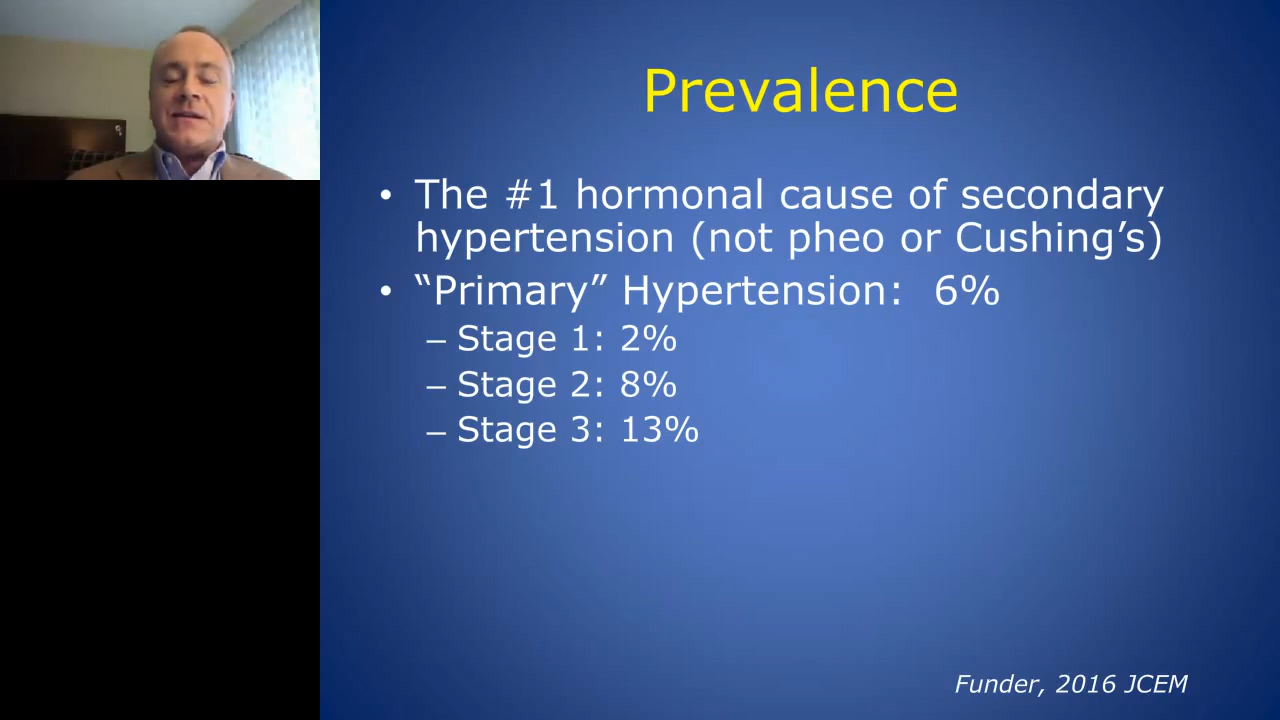 Prevalence
• The #1 hormonal cause of secondary
hypertension (not pheo or Cushing’s)
• “Primary” Hypertension:  6%
– Stage 1: 2%
– Stage 2: 8%
– Stage 3: 13%
Funder, 2016 JCEM